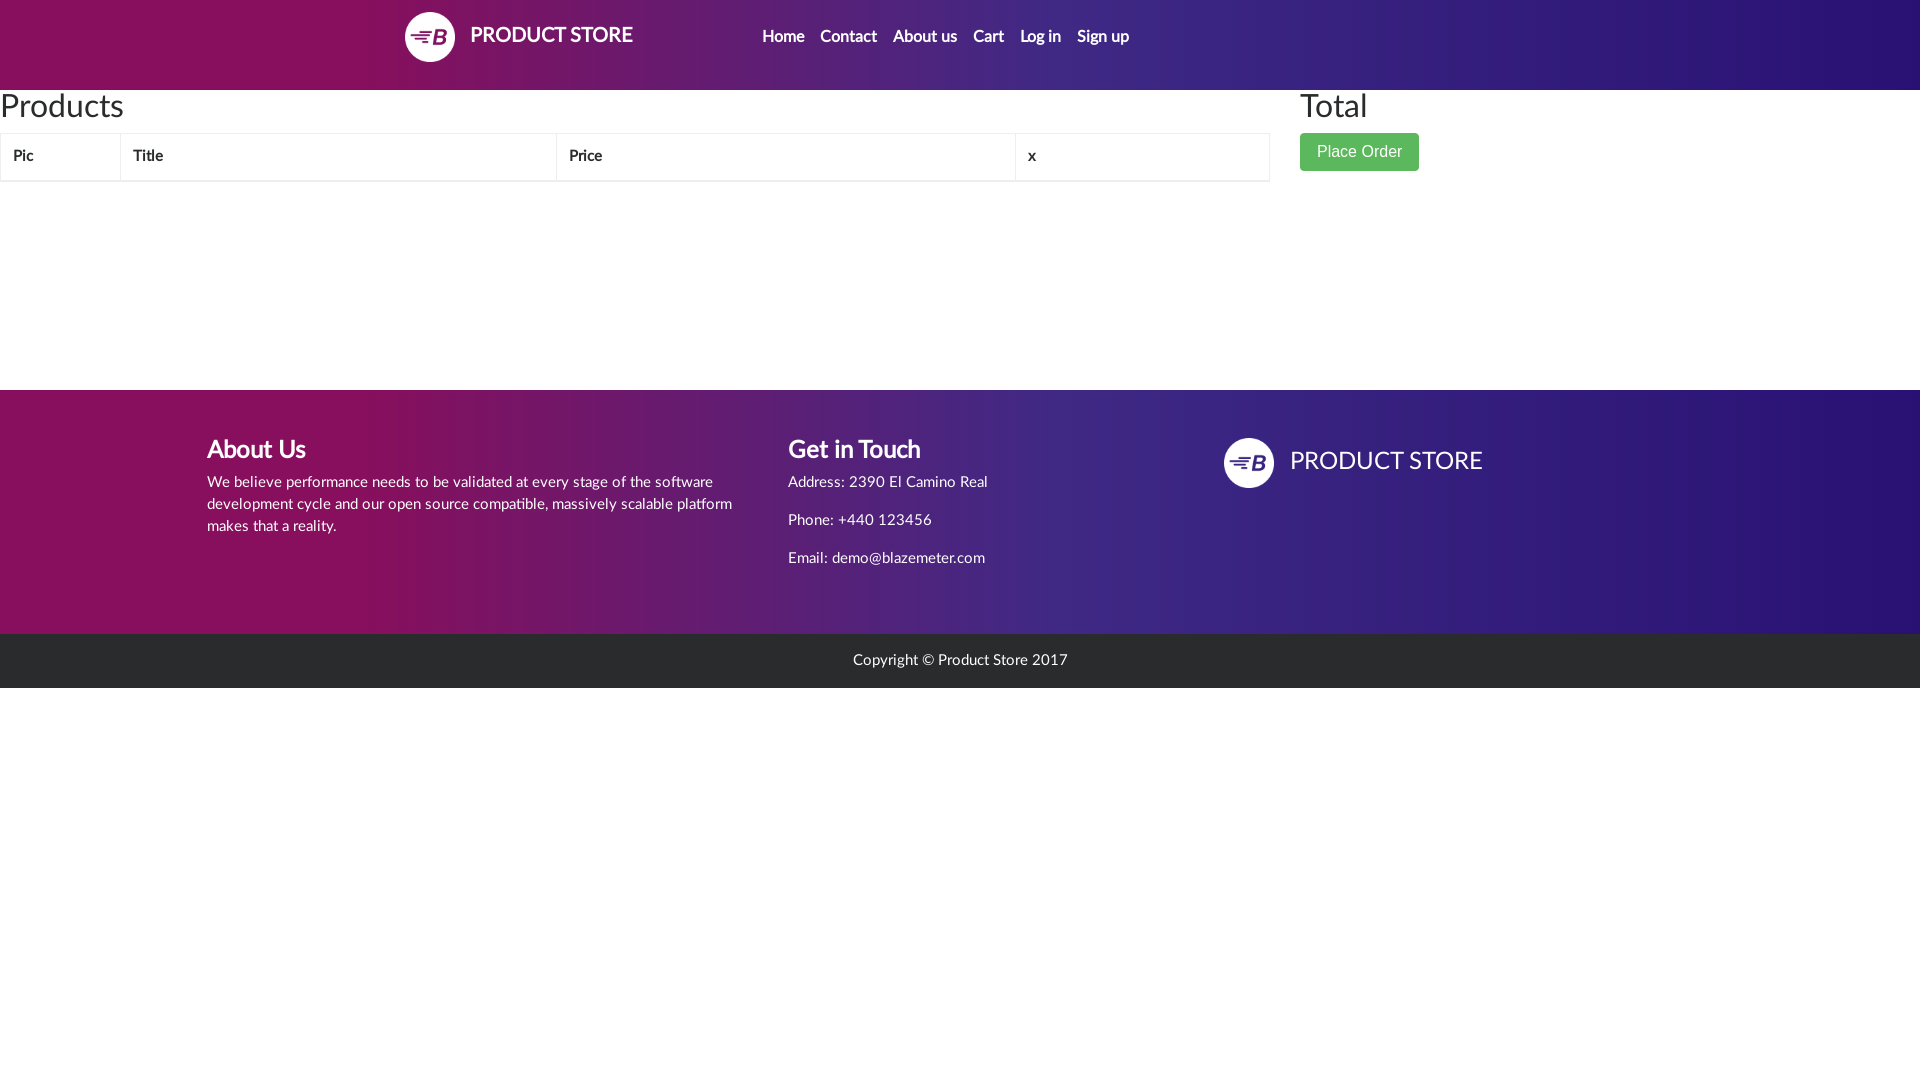 B PRODUCT STORE
Home Contact About us Cart Log in Sign up
Products
Total
Pic Title Price x
Place Order
About Us
We believe performance needs to be validated at every stage of the software
development cycle and our open source compatible, massively scalable platform
makes that a reality.
Get in Touch
Address: 2390 El Camino Real
Phone: +440 123456
Email: demo@blazemeter.com
B PRODUCT STORE
Copyright © Product Store 2017